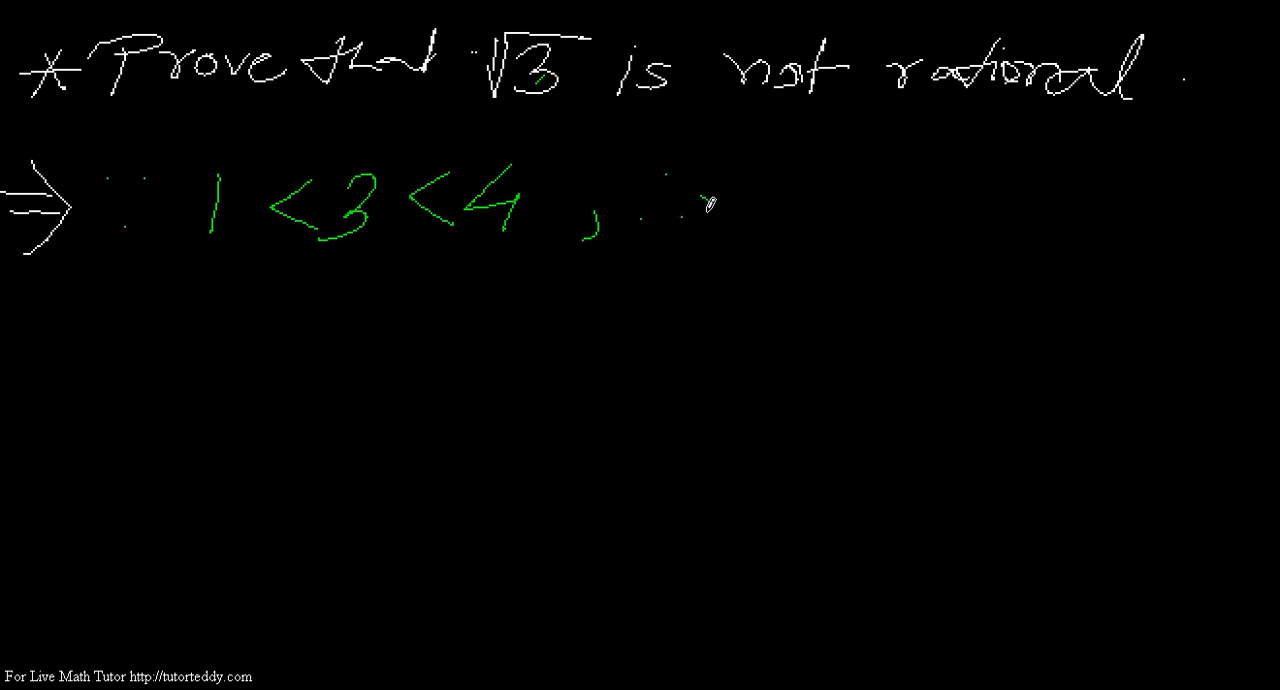 * Prove that √3 is not rational.
⇒ ∵ 1 < 3 < 4 , ∴
For Live Math Tutor http://tutorteddy.com